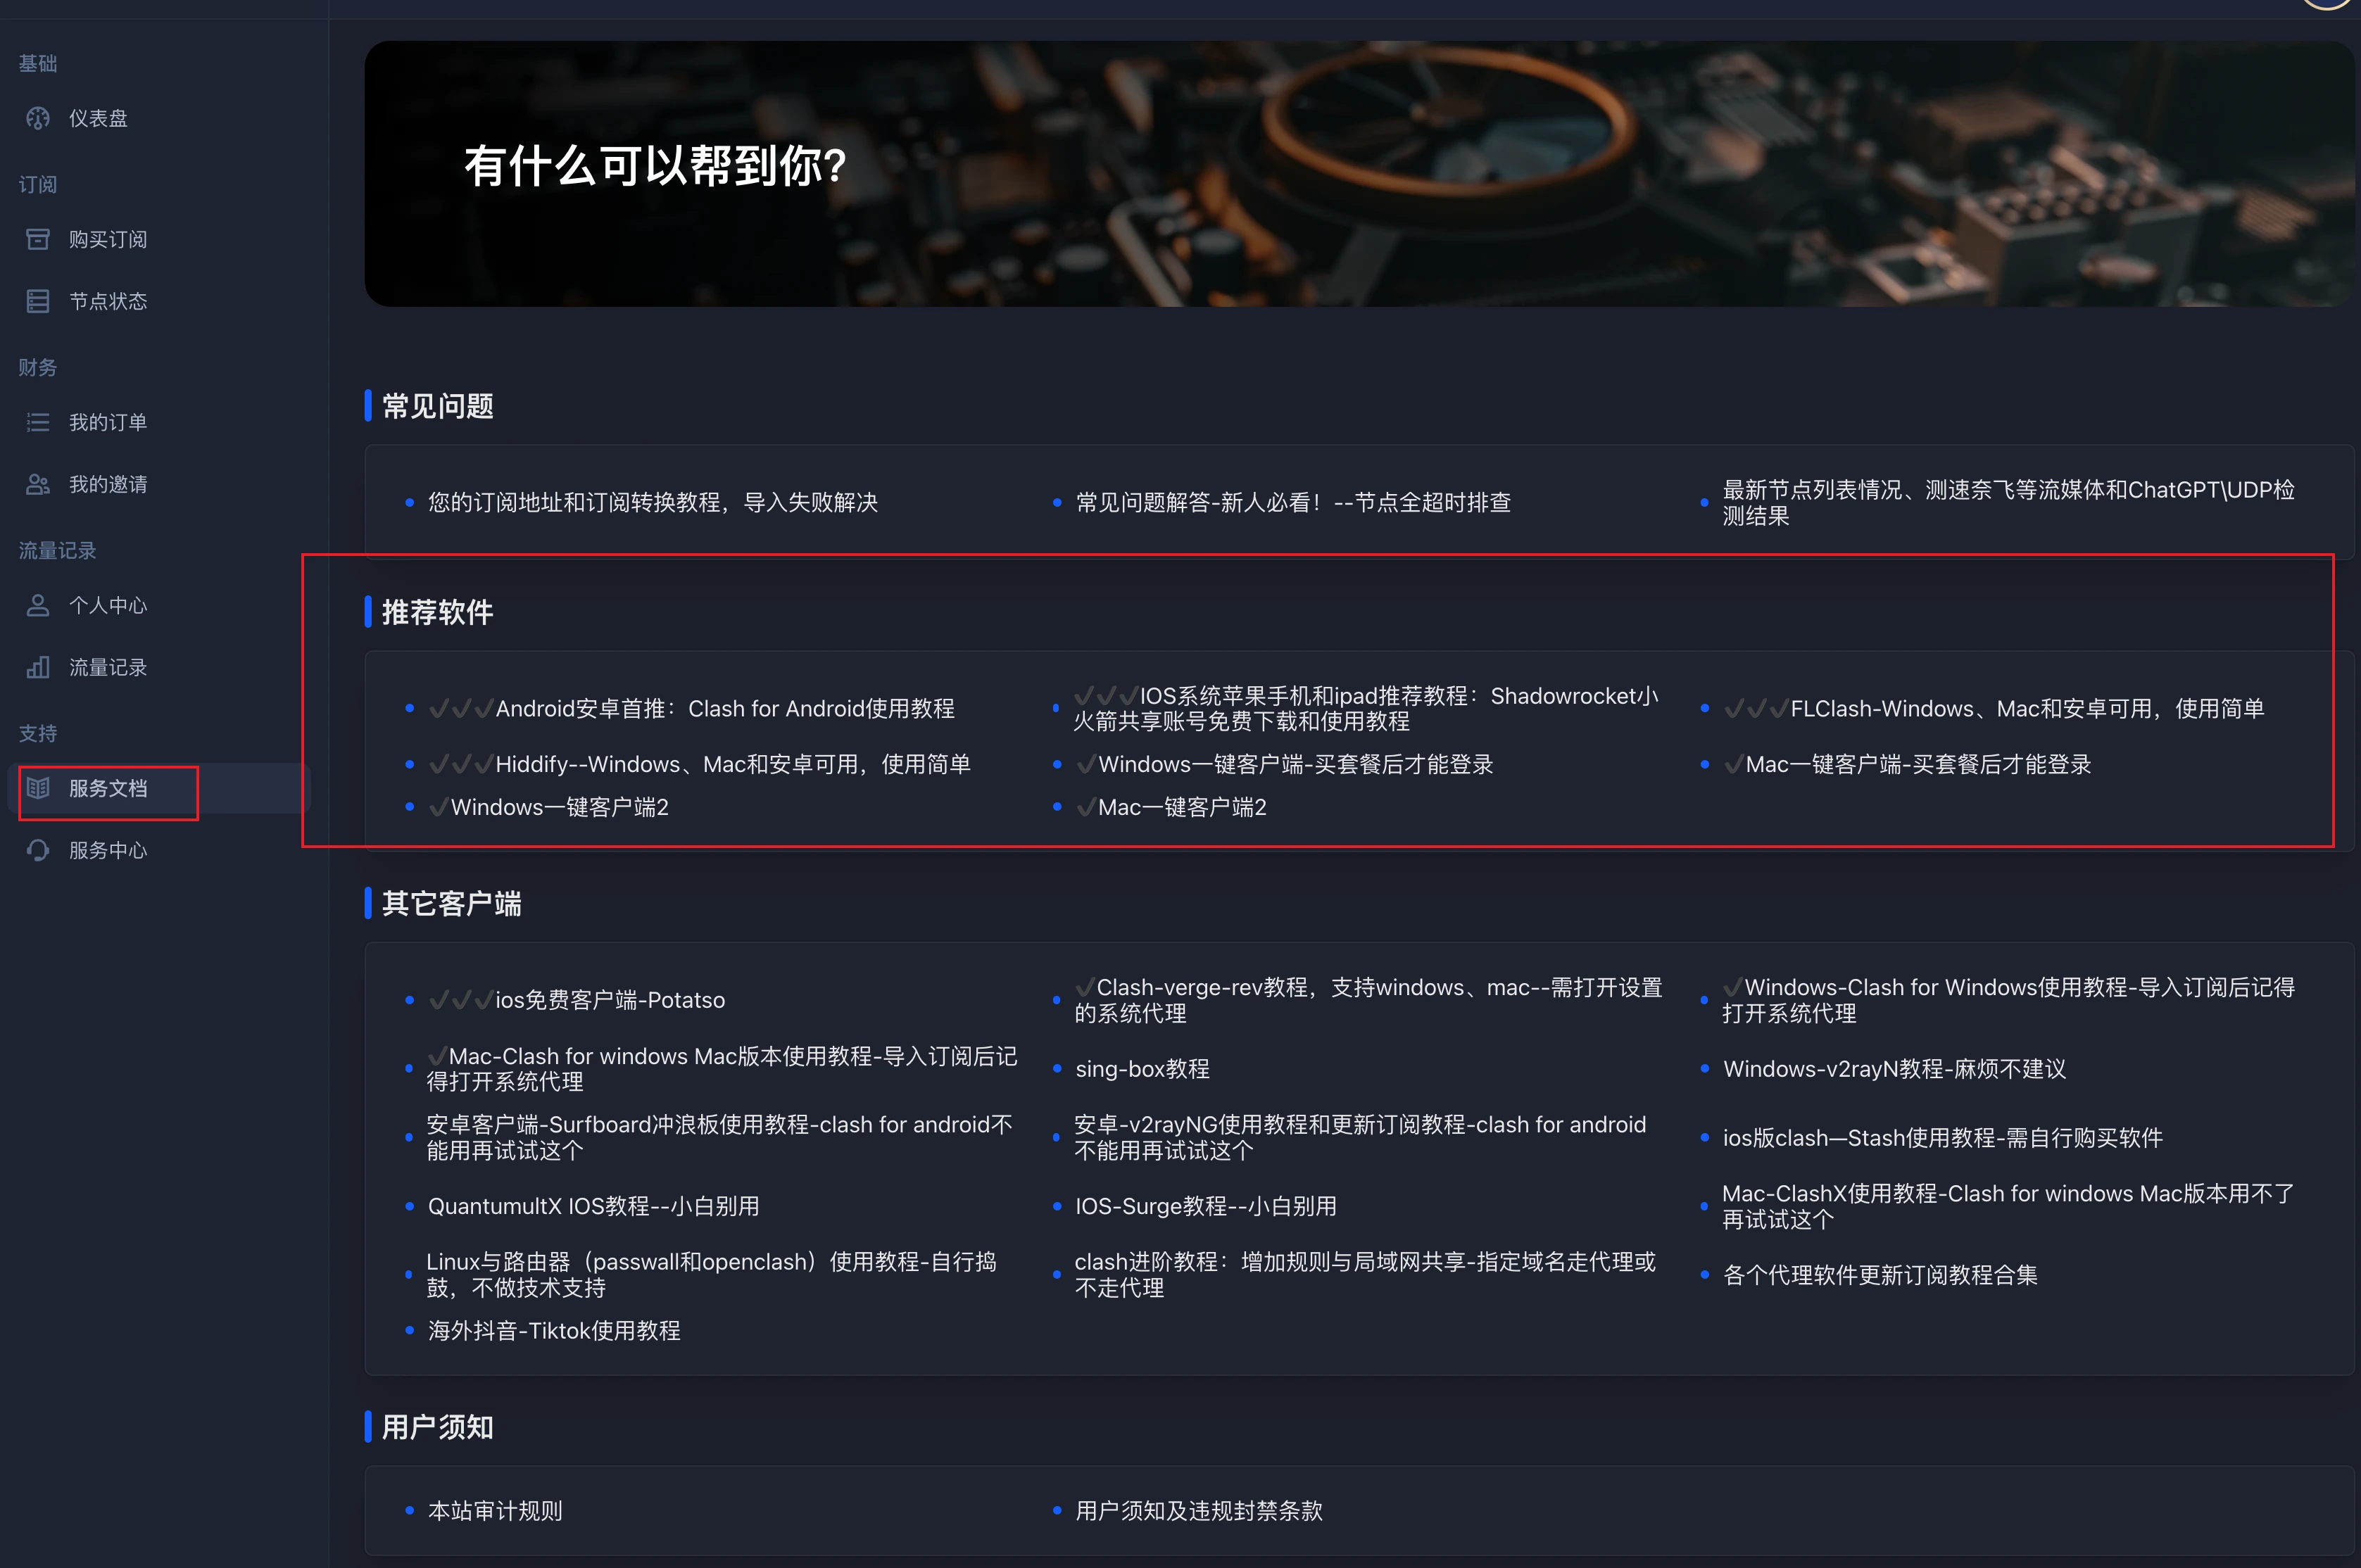 基础
仪表盘
订阅
购买订阅
节点状态
财务
我的订单
我的邀请
流量记录
个人中心
流量记录
支持
服务文档
服务中心
有什么可以帮到你?
常见问题
您的订阅地址和订阅转换教程，导入失败解决
常见问题解答-新人必看！--节点全超时排查
最新节点列表情况、测速奈飞等流媒体和ChatGPT\UDP检
测结果
推荐软件
✓✓✓Android安卓首推：Clash for Android使用教程
✓✓✓IOS系统苹果手机和ipad推荐教程：Shadowrocket小
火箭共享账号免费下载和使用教程
✓✓✓FLClash-Windows、Mac和安卓可用，使用简单
✓✓✓Hiddify--Windows、Mac和安卓可用，使用简单
✓Windows一键客户端-买套餐后才能登录
✓Mac一键客户端-买套餐后才能登录
✓Windows一键客户端2
✓Mac一键客户端2
其它客户端
✓✓✓ios免费客户端-Potatso
✓Clash-verge-rev教程，支持windows、mac--需打开设置
的系统代理
✓Windows-Clash for Windows使用教程-导入订阅后记得
打开系统代理
✓Mac-Clash for windows Mac版本使用教程-导入订阅后记
得打开系统代理
sing-box教程
Windows-v2rayN教程-麻烦不建议
安卓客户端-Surfboard冲浪板使用教程-clash for android不
能用再试试这个
安卓-v2rayNG使用教程和更新订阅教程-clash for android
不能用再试试这个
ios版clash—Stash使用教程-需自行购买软件
QuantumultX IOS教程--小白别用
IOS-Surge教程--小白别用
Mac-ClashX使用教程-Clash for windows Mac版本用不了
再试试这个
Linux与路由器（passwall和openclash）使用教程-自行捣
鼓，不做技术支持
clash进阶教程：增加规则与局域网共享-指定域名走代理或
不走代理
各个代理软件更新订阅教程合集
海外抖音-Tiktok使用教程
用户须知
本站审计规则
用户须知及违规封禁条款